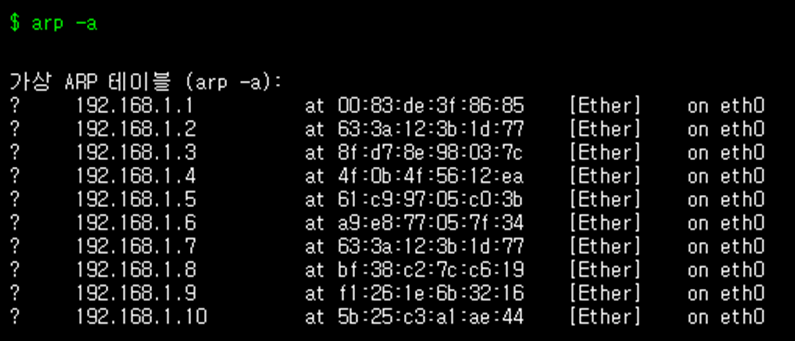 $ arp -a
가상 ARP 테이블 (arp -a):
? 192.168.1.1 at 00:83:de:3f:86:85 [Ether] on eth0
? 192.168.1.2 at 63:3a:12:3b:1d:77 [Ether] on eth0
? 192.168.1.3 at 8f:d7:8e:98:03:7c [Ether] on eth0
? 192.168.1.4 at 4f:0b:4f:56:12:ea [Ether] on eth0
? 192.168.1.5 at 61:c9:97:05:c0:3b [Ether] on eth0
? 192.168.1.6 at a9:e8:77:05:7f:34 [Ether] on eth0
? 192.168.1.7 at 63:3a:12:3b:1d:77 [Ether] on eth0
? 192.168.1.8 at bf:38:c2:7c:c6:19 [Ether] on eth0
? 192.168.1.9 at f1:26:1e:6b:32:16 [Ether] on eth0
? 192.168.1.10 at 5b:25:c3:a1:ae:44 [Ether] on eth0